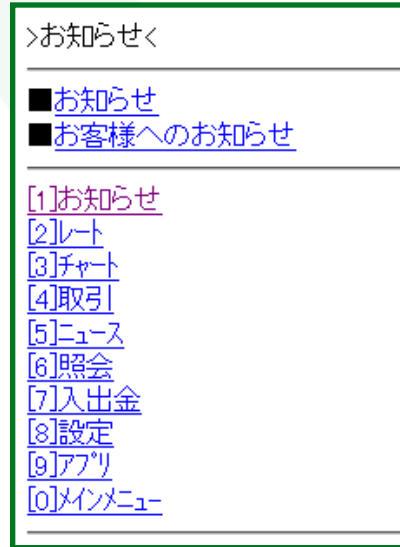 >お知らせ<
■お知らせ
■お客様へのお知らせ
[1]お知らせ
[2]ﾚｰﾄ
[3]ﾁｬｰﾄ
[4]取引
[5]ﾆｭｰｽ
[6]照会
[7]入出金
[8]設定
[9]ｱﾌﾟﾘ
[0]ﾒｲﾝﾒﾆｭｰ